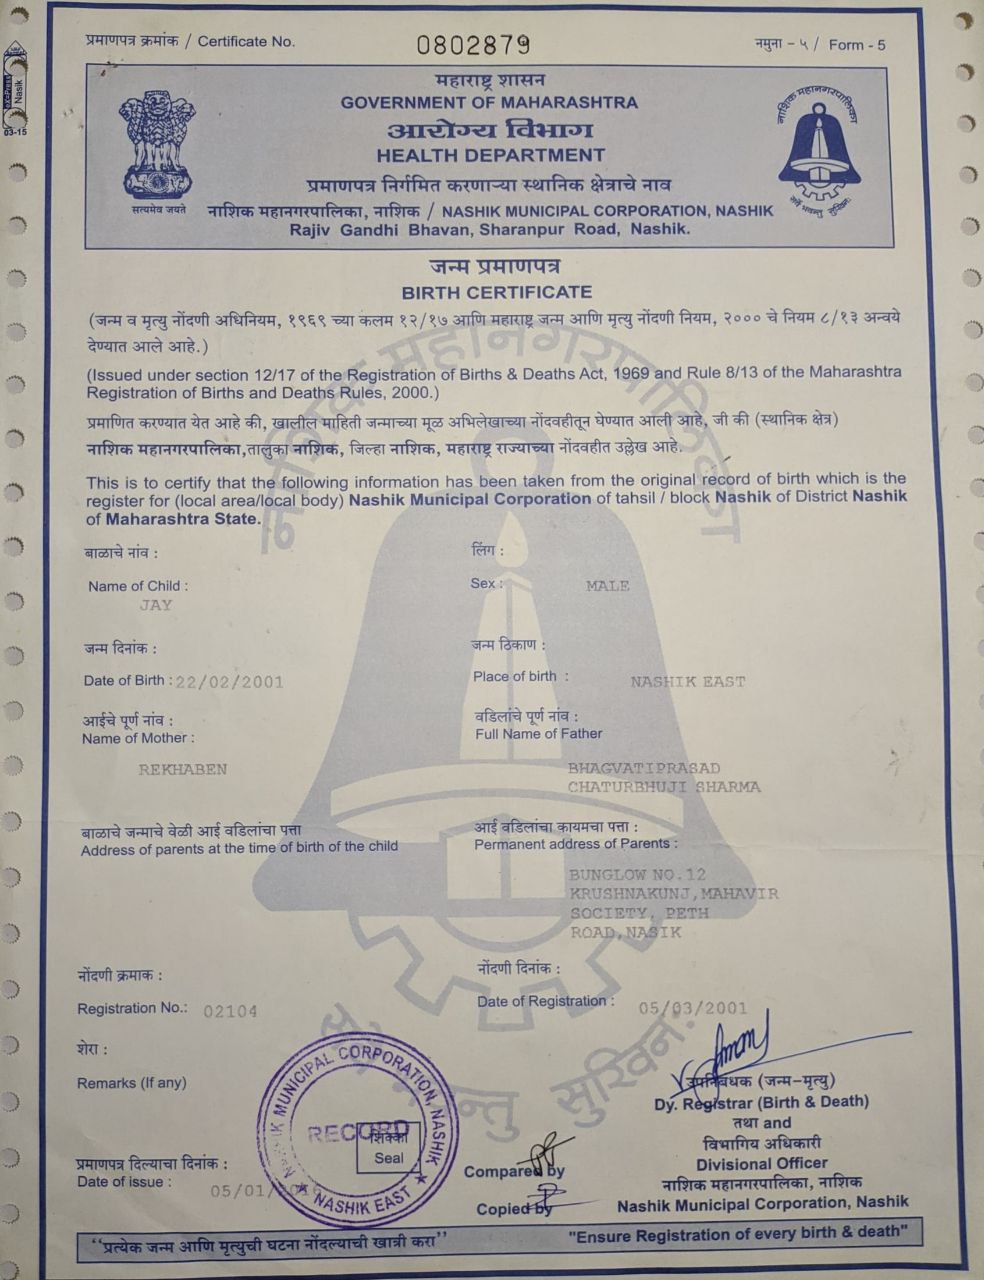 प्रमाणपत्र क्रमांक / Certificate No. 0802879 नमुना - ५ / Form - 5
Nasik
03-15
महाराष्ट्र शासन
GOVERNMENT OF MAHARASHTRA
आरोग्य विभाग
HEALTH DEPARTMENT
प्रमाणपत्र निर्गमित करणाऱ्या स्थानिक क्षेत्राचे नाव
नाशिक महानगरपालिका, नाशिक / NASHIK MUNICIPAL CORPORATION, NASHIK
Rajiv Gandhi Bhavan, Sharanpur Road, Nashik.
सत्यमेव जयते
नाशिक महानगरपालिका
जन्म प्रमाणपत्र
BIRTH CERTIFICATE
(जन्म व मृत्यु नोंदणी अधिनियम, १९६९ च्या कलम १२/१७ आणि महाराष्ट्र जन्म आणि मृत्यु नोंदणी नियम, २००० चे नियम ८/१३ अन्वये
देण्यात आले आहे.)
(Issued under section 12/17 of the Registration of Births & Deaths Act, 1969 and Rule 8/13 of the Maharashtra
Registration of Births and Deaths Rules, 2000.)
प्रमाणित करण्यात येत आहे की, खालील माहिती जन्माच्या मूळ अभिलेखाच्या नोंदवहीतून घेण्यात आली आहे, जी की (स्थानिक क्षेत्र)
नाशिक महानगरपालिका,तालुका नाशिक, जिल्हा नाशिक, महाराष्ट्र राज्याच्या नोंदवहीत उल्लेख आहे.
This is to certify that the following information has been taken from the original record of birth which is the
register for (local area/local body) Nashik Municipal Corporation of tahsil / block Nashik of District Nashik
of Maharashtra State.
नाशिक महानगरपालिका
बाळाचे नांव : लिंग :
Name of Child : Sex : MALE
JAY
जन्म दिनांक : जन्म ठिकाण :
Date of Birth : 22/02/2001 Place of birth : NASHIK EAST
आईचे पूर्ण नांव : वडिलांचे पूर्ण नांव :
Name of Mother : Full Name of Father
REKHABEN BHAGVATIPRASAD
CHATURBHUJI SHARMA
बाळाचे जन्माचे वेळी आई वडिलांचा पत्ता आई वडिलांचा कायमचा पत्ता :
Address of parents at the time of birth of the child Permanent address of Parents :
BUNGLOW NO.12
KRUSHNAKUNJ,MAHAVIR
SOCIETY, PETH
ROAD,NASIK
नोंदणी क्रमाक : नोंदणी दिनांक :
Registration No.: 02104 Date of Registration : 05/03/2001
शेरा :
Remarks (If any)
NASHIK MUNICIPAL CORPORATION, NASHIK
RECORD
NASHIK EAST
शिक्का
Seal
उपनिबंधक (जन्म-मृत्यु)
Dy. Registrar (Birth & Death)
तथा and
विभागिय अधिकारी
Divisional Officer
नाशिक महानगरपालिका, नाशिक
Nashik Municipal Corporation, Nashik
Compared by
Copied by
प्रमाणपत्र दिल्याचा दिनांक :
Date of issue : 05/01/
"प्रत्येक जन्म आणि मृत्युची घटना नोंदल्याची खात्री करा" "Ensure Registration of every birth & death"